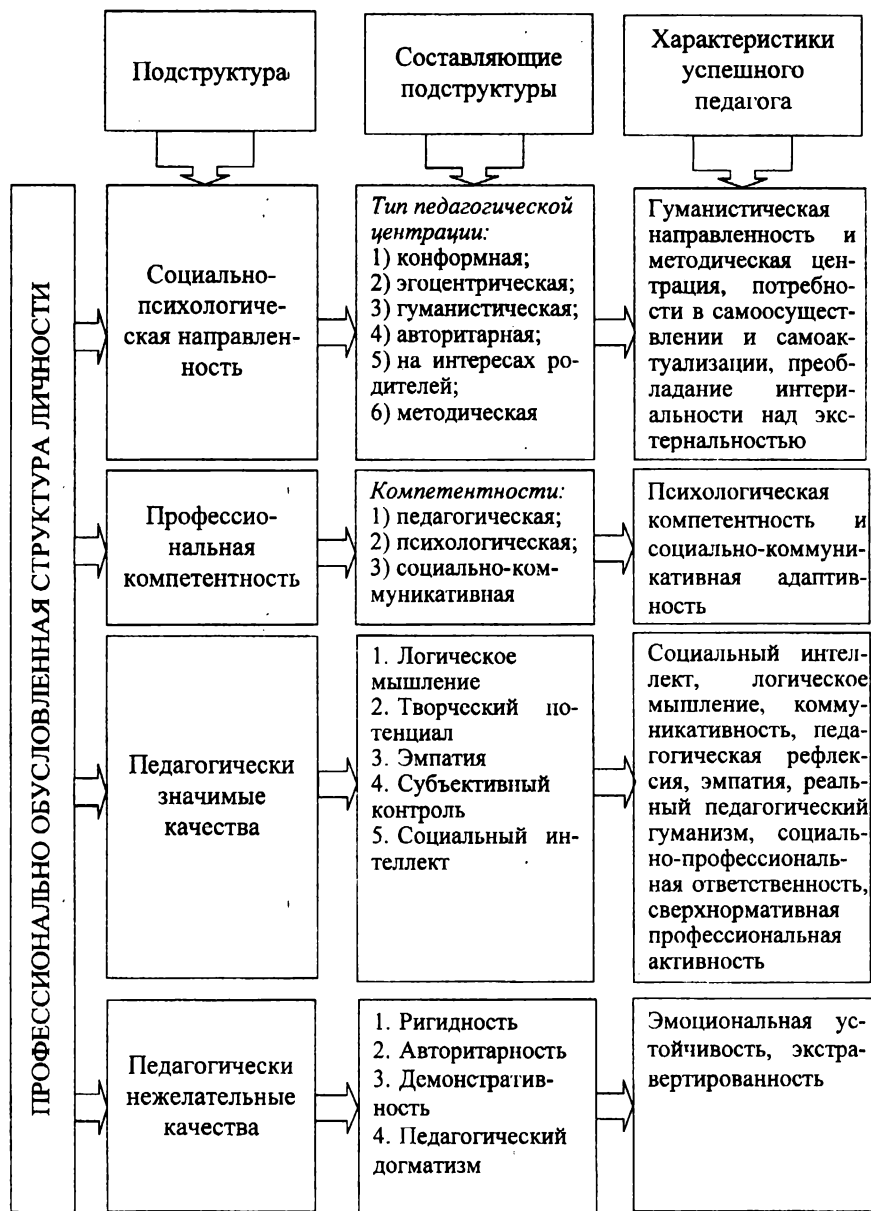 Подструктура
Составляющие
подструктуры
Характеристики
успешного
педагога
ПРОФЕССИОНАЛЬНО ОБУСЛОВЛЕННАЯ СТРУКТУРА ЛИЧНОСТИ
Социально-
психологиче-
ская направлен-
ность
Тип педагогической
центрации:
1) конформная;
2) эгоцентрическая;
3) гуманистическая;
4) авторитарная;
5) на интересах ро-
дителей;
6) методическая
Гуманистическая
направленность и
методическая цен-
трация, потребно-
сти в самоосущест-
влении и самоак-
туализации, преоб-
ладание интери-
альности над экс-
тернальностью
Профессио-
нальная
компетентность
Компетентности:
1) педагогическая;
2) психологическая;
3) социально-ком-
муникативная
Психологическая
компетентность и
социально-коммуни-
кативная адаптив-
ность
Педагогически
значимые
качества
1. Логическое
мышление
2. Творческий по-
тенциал
3. Эмпатия
4. Субъективный
контроль
5. Социальный ин-
теллект
Социальный интел-
лект, логическое
мышление, комму-
никативность, педа-
гогическая рефлек-
сия, эмпатия, реаль-
ный педагогический
гуманизм, социаль-
но-профессиональ-
ная ответственность,
сверхнормативная
профессиональная
активность
Педагогически
нежелательные
качества
1. Ригидность
2. Авторитарность
3. Демонстратив-
ность
4. Педагогический
догматизм
Эмоциональная ус-
тойчивость, экстра-
вертированность